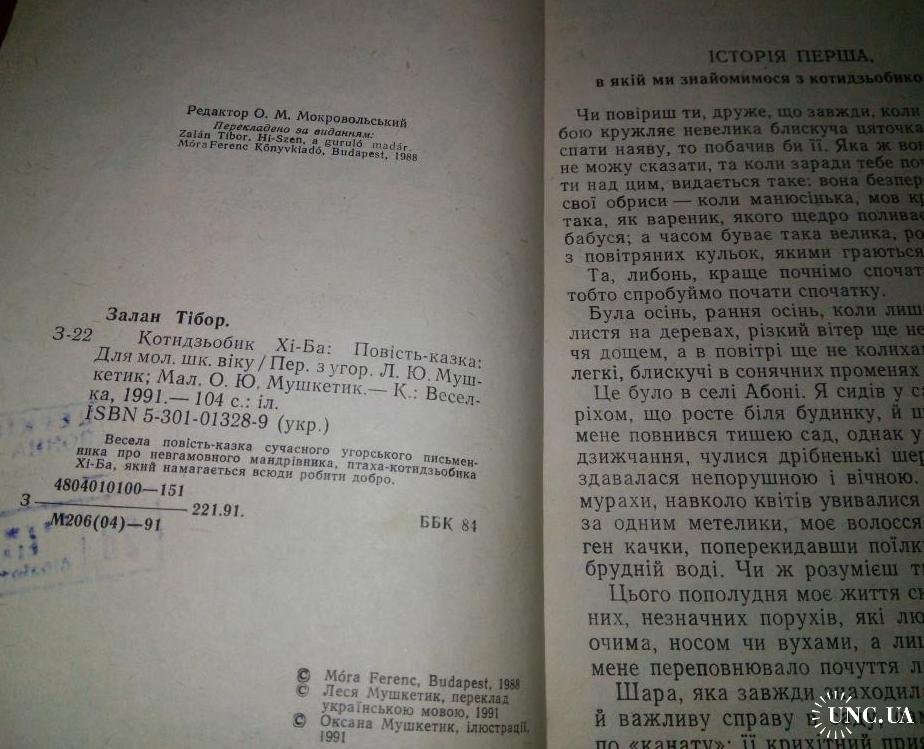 Редактор О. М. Мокровольський
Перекладено за виданням:
Zalán Tibor. Hi-Szen, a guruló madár.
Móra Ferenc Könyvkiadó, Budapest, 1988
Залан Тібор.
З-22
Котидзьобик Хі-Ба: Повість-казка:
Для мол. шк. віку / Пер. з угор. Л. Ю. Муш-
кетик; Мал. О. Ю. Мушкетик.— К.: Весел-
ка, 1991.— 104 с.: іл.
ISBN 5-301-01328-9 (укр.)
Весела повість-казка сучасного угорського письмен-
ника про невгамовного мандрівника, птаха-котидзьобика
Хі-Ба, який намагається всюди робити добро.
4804010100—151
З
221.91.
М206(04)—91
ББК 84
© Móra Ferenc, Budapest, 1988
© Леся Мушкетик, переклад
українською мовою, 1991
© Оксана Мушкетик, ілюстрації,
1991
ІСТОРІЯ ПЕРША,
в якій ми знайомимося з котидзьобико
Чи повіриш ти, друже, що завжди, коли
бою кружляє невелика блискуча цяточка
спати наяву, то побачив би її. Яка ж вон
не можу сказати, та коли заради тебе по
ти над цим, видається таке: вона безпер
свої обриси — коли манюсінька, мов кр
така, як вареник, якого щедро поливає
бабуся; а часом буває така велика, ро
з повітряних кульок, якими граються
Та, либонь, краще почнімо спочат
тобто спробуймо почати спочатку.
Була осінь, рання осінь, коли лиш
листя на деревах, різкий вітер ще не
чя дощем, а в повітрі ще не колиха
легкі, блискучі в сонячних променях
Це було в селі Абоні. Я сидів у с
ріхом, що росте біля будинку, й ш
мене повнився тишею сад, однак у
дзижчання, чулися дрібненькі шер
здавалася непорушною і вічною.
мурахи, навколо квітів увивалися
за одним метелики, моє волосся
ген качки, поперекидавши поїлк
брудній воді. Чи ж розумієш т
Цього пополудня моє життя ск
них, незначних порухів, які лю
очима, носом чи вухами, а ли
мене переповнювало почуття л
Шара, яка завжди знаходил
й важливу справу
по «канату»: її крихітний при
UNC.UA